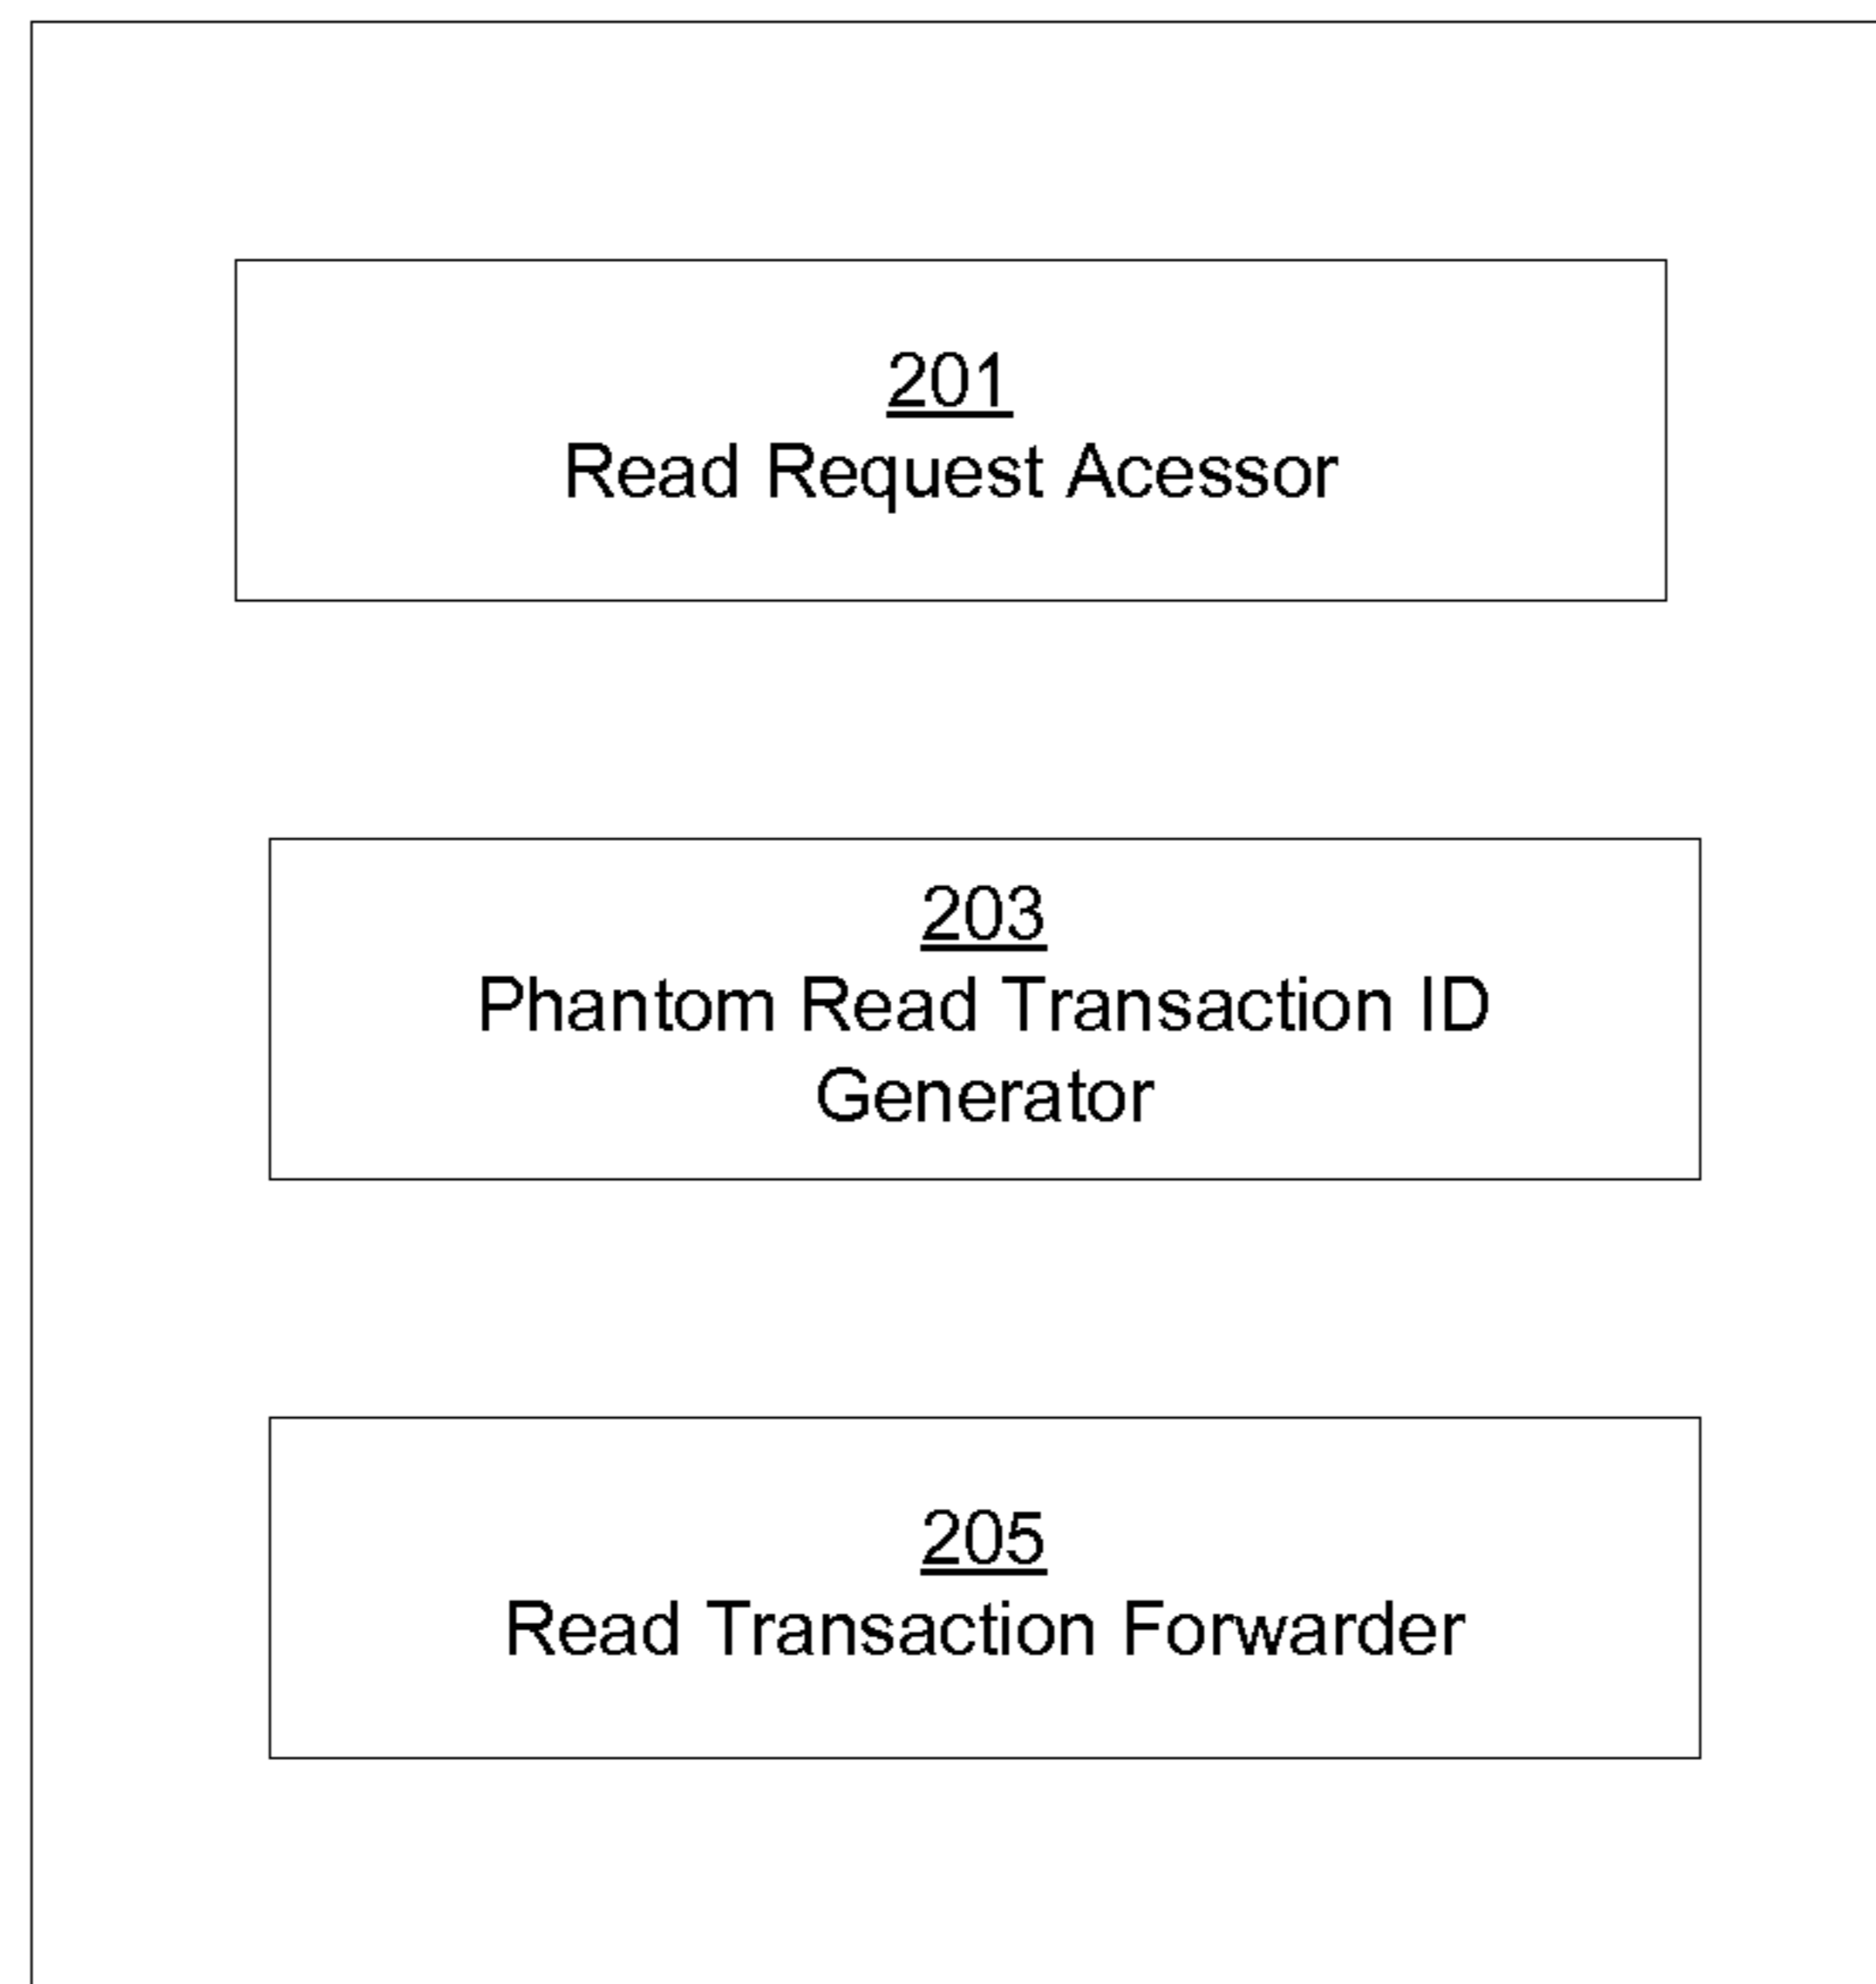 201
Read Request Acessor
203
Phantom Read Transaction ID
Generator
205
Read Transaction Forwarder